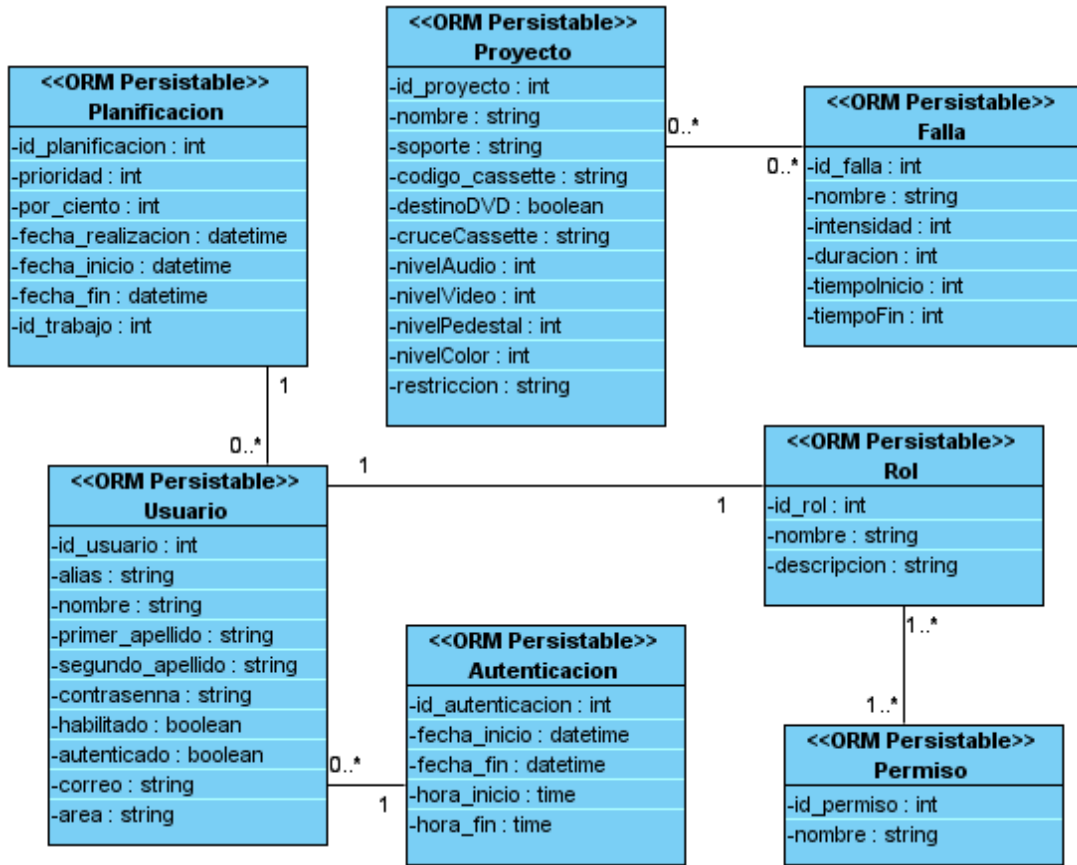 <<ORM Persistable>>
Planificacion
-id_planificacion : int
-prioridad : int
-por_ciento : int
-fecha_realizacion : datetime
-fecha_inicio : datetime
-fecha_fin : datetime
-id_trabajo : int
<<ORM Persistable>>
Proyecto
-id_proyecto : int
-nombre : string
-soporte : string
-codigo_cassette : string
-destinoDVD : boolean
-cruceCassette : string
-nivelAudio : int
-nivelVideo : int
-nivelPedestal : int
-nivelColor : int
-restriccion : string
0..*
0..*
<<ORM Persistable>>
Falla
-id_falla : int
-nombre : string
-intensidad : int
-duracion : int
-tiempoInicio : int
-tiempoFin : int
1
0..*
<<ORM Persistable>>
Usuario
-id_usuario : int
-alias : string
-nombre : string
-primer_apellido : string
-segundo_apellido : string
-contrasenna : string
-habilitado : boolean
-autenticado : boolean
-correo : string
-area : string
1
1
<<ORM Persistable>>
Rol
-id_rol : int
-nombre : string
-descripcion : string
0..*
1
<<ORM Persistable>>
Autenticacion
-id_autenticacion : int
-fecha_inicio : datetime
-fecha_fin : datetime
-hora_inicio : time
-hora_fin : time
1..*
1..*
<<ORM Persistable>>
Permiso
-id_permiso : int
-nombre : string